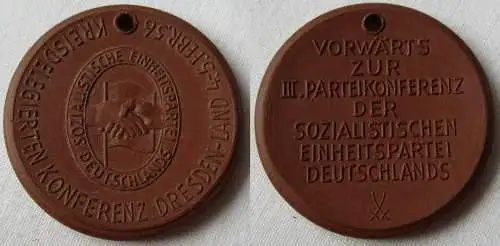 KREISDELEGIERTEN KONFERENZ DRESDEN-LAND 4.-5. FEBR. 56
SOZIALISTISCHE EINHEITSPARTEI DEUTSCHLANDS
VORWÄRTS
ZUR
III. PARTEIKONFERENZ
DER
SOZIALISTISCHEN
EINHEITSPARTEI
DEUTSCHLANDS